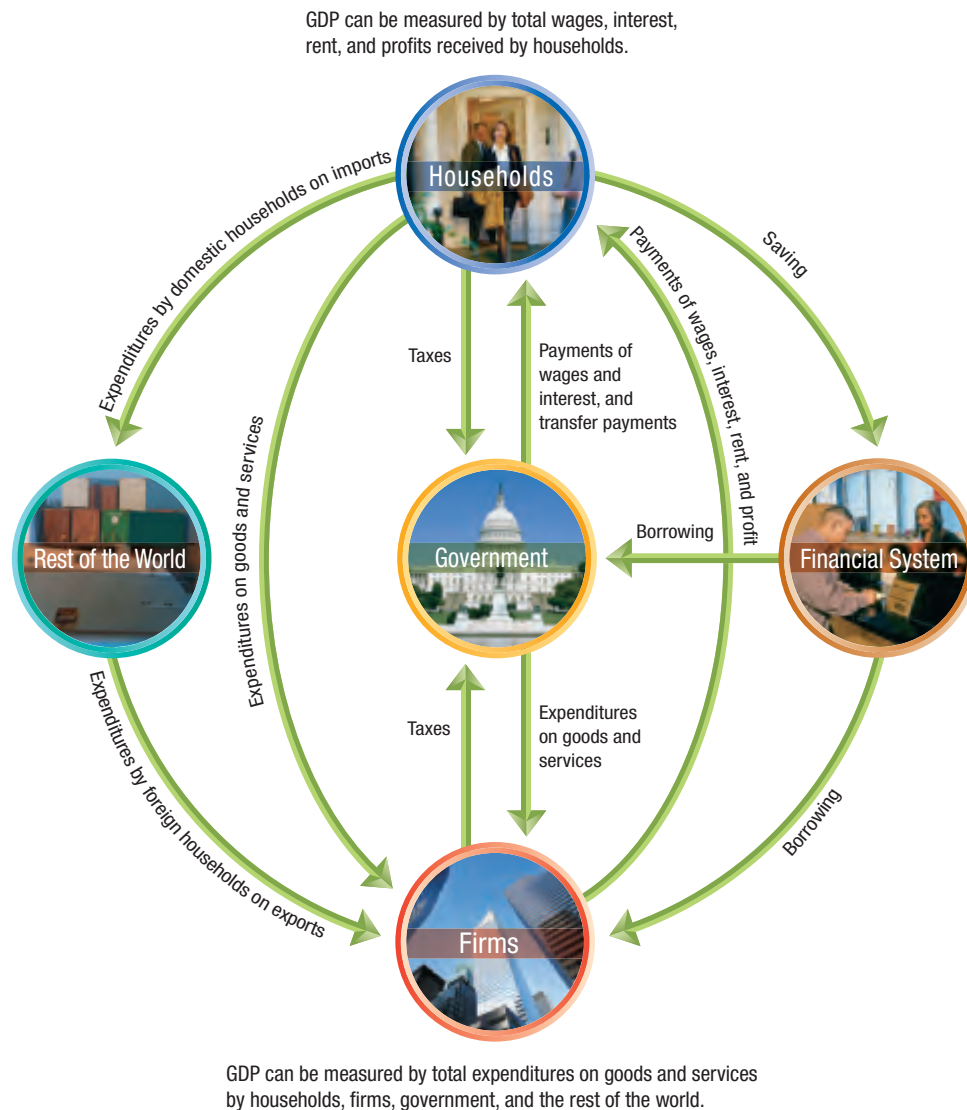 GDP can be measured by total wages, interest,
rent, and profits received by households.
Households
Expenditures by domestic households on imports
Saving
Payments of wages, interest, rent, and profit
Taxes
Payments of
wages and
interest, and
transfer payments
Expenditures on goods and services
Rest of the World
Government
Borrowing
Financial System
Expenditures by foreign households on exports
Taxes
Expenditures
on goods and
services
Borrowing
Firms
GDP can be measured by total expenditures on goods and services
by households, firms, government, and the rest of the world.